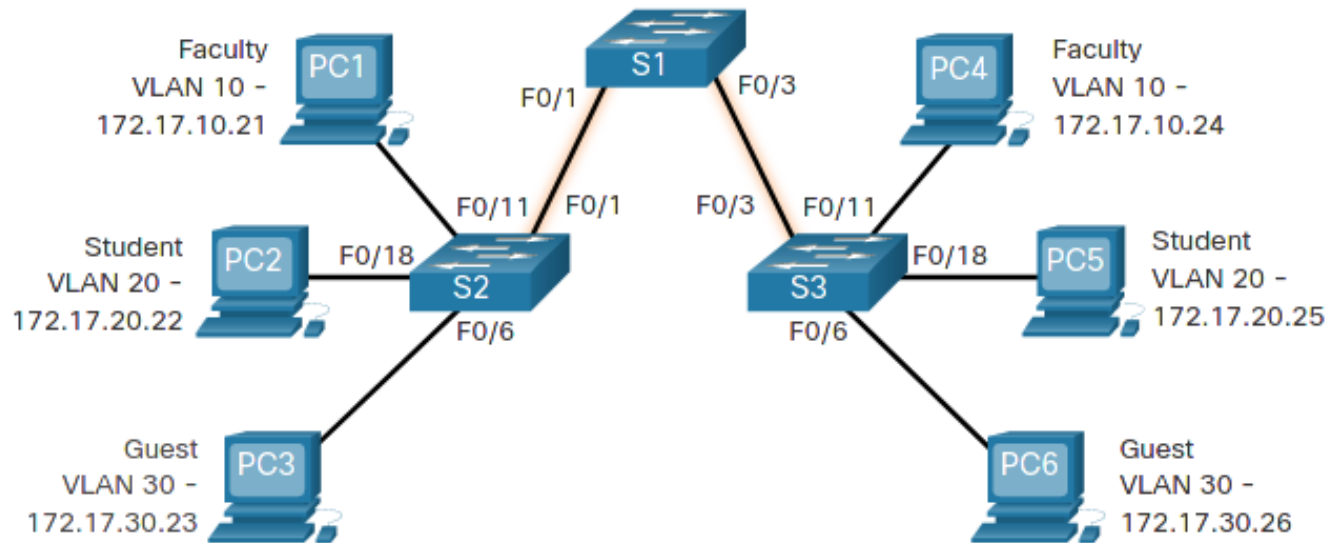 S1
F0/1
F0/3
Faculty
VLAN 10 –
172.17.10.21
PC1
PC4
Faculty
VLAN 10 –
172.17.10.24
F0/11
F0/1
F0/3
F0/11
Student
VLAN 20 –
172.17.20.22
PC2
F0/18
S2
S3
F0/18
PC5
Student
VLAN 20 –
172.17.20.25
F0/6
F0/6
Guest
VLAN 30 –
172.17.30.23
PC3
PC6
Guest
VLAN 30 –
172.17.30.26